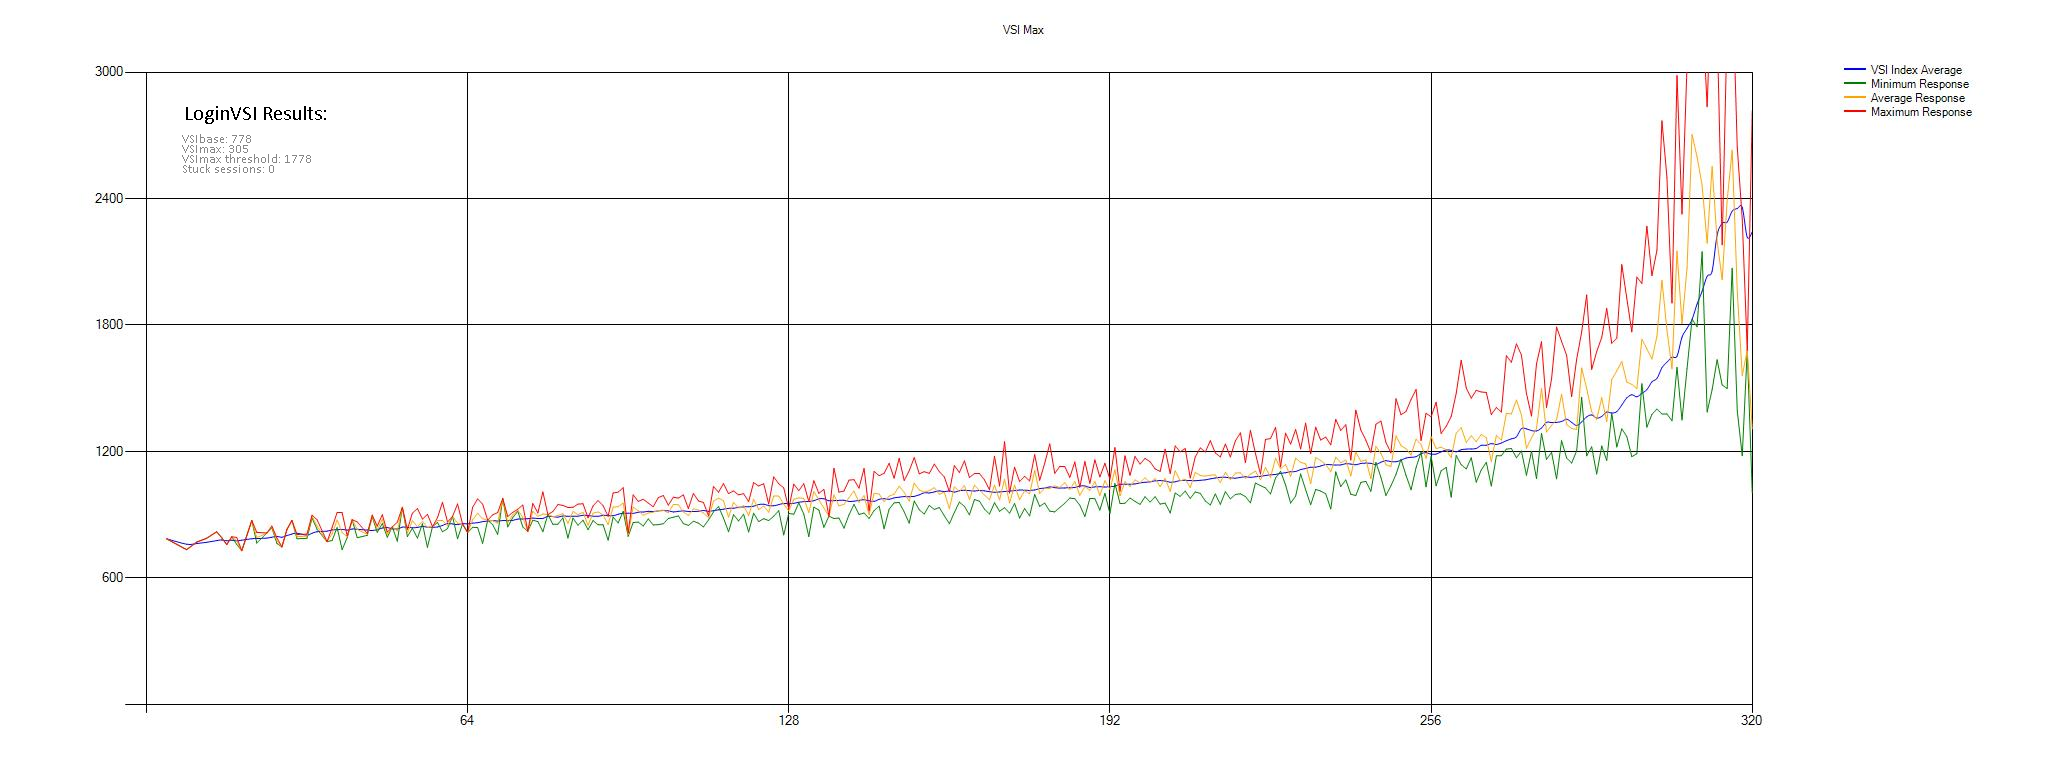 VSI Max
3000
2400
1800
1200
600
64
128
192
256
320
LoginVSI Results:
VSIbase: 778
VSImax: 305
VSImax threshold: 1778
Stuck sessions: 0
VSI Index Average
Minimum Response
Average Response
Maximum Response